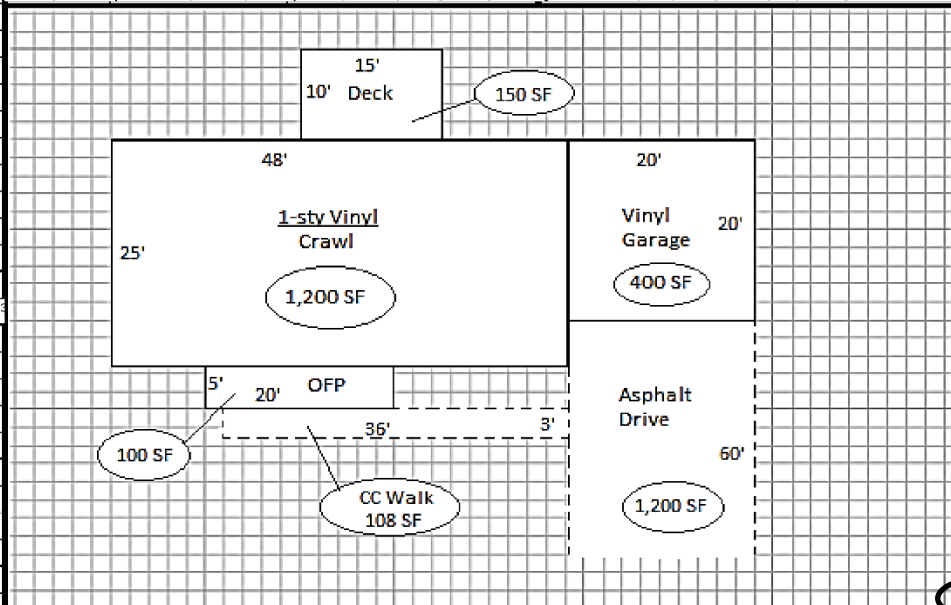 15'
10' Deck
150 SF
48'
20'
1-sty Vinyl
Crawl
25'
1,200 SF
Vinyl
Garage
20'
400 SF
5'
20'
OFP
Asphalt
Drive
36'
3'
100 SF
60'
CC Walk
108 SF
1,200 SF